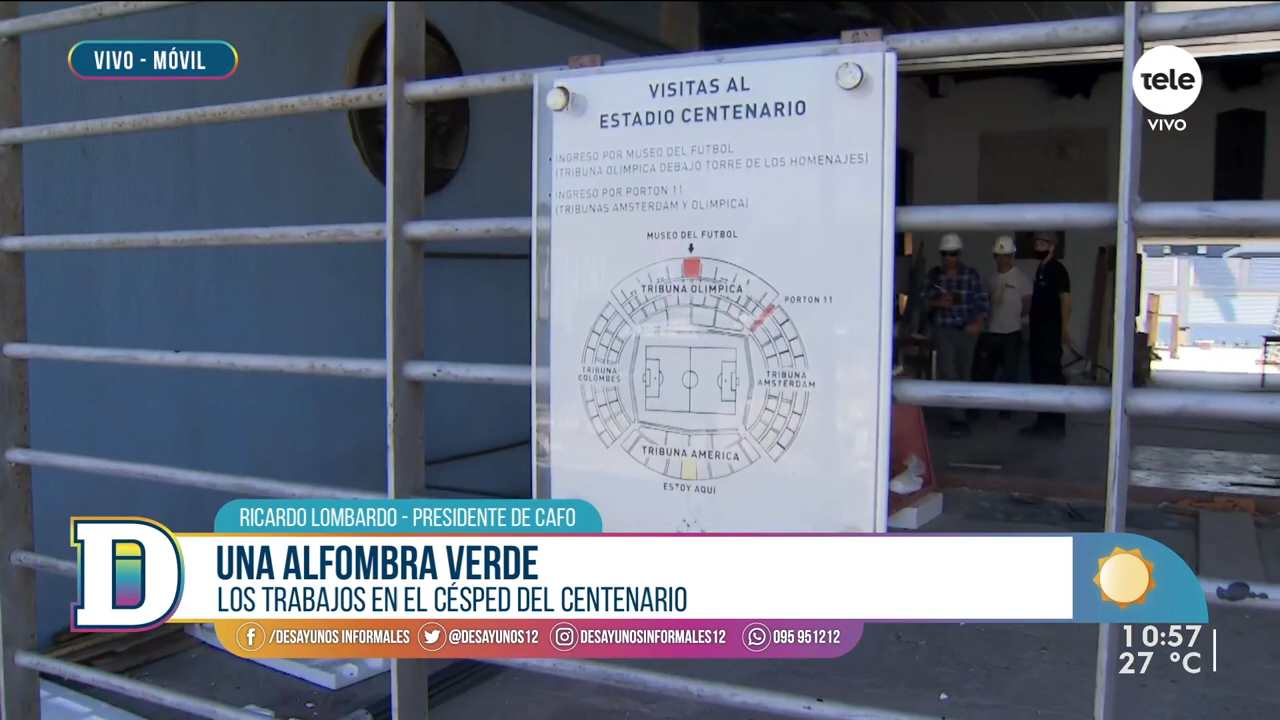 VIVO - MÓVIL
tele
VIVO
VISITAS AL
ESTADIO CENTENARIO
INGRESO POR MUSEO DEL FUTBOL
(TRIBUNA OLIMPICA DEBAJO TORRE DE LOS HOMENAJES)
INGRESO POR PORTON 11
(TRIBUNAS AMSTERDAM Y OLIMPICA)
MUSEO DEL FUTBOL
TRIBUNA OLIMPICA
PORTON 11
TRIBUNA
COLOMBES
TRIBUNA
AMSTERDAM
TRIBUNA AMERICA
ESTOY AQUI
RICARDO LOMBARDO - PRESIDENTE DE CAFO
D
UNA ALFOMBRA VERDE
LOS TRABAJOS EN EL CÉSPED DEL CENTENARIO
/DESAYUNOS INFORMALES @DESAYUNOS12 DESAYUNOSINFORMALES12 095 951212
10:57
27 °C